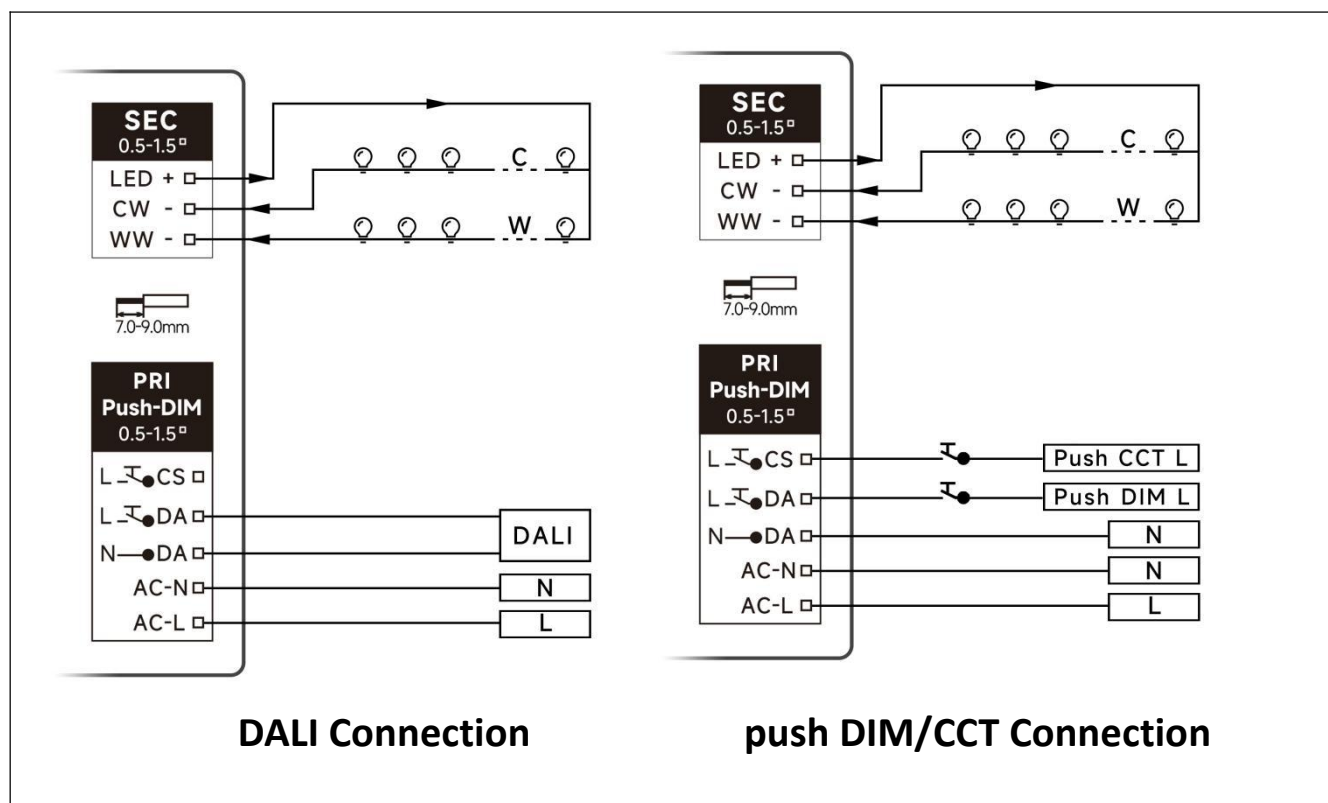 SEC
0.5-1.5▫
LED + 
CW -
WW -
C
W
7.0-9.0mm
PRI
Push-DIM
0.5-1.5▫
L CS
L DA
N DA
AC-N
AC-L
DALI
N
L
DALI Connection
SEC
0.5-1.5▫
LED +
CW -
WW -
C
W
7.0-9.0mm
PRI
Push-DIM
0.5-1.5▫
L CS
L DA
N DA
AC-N
AC-L
Push CCT L
Push DIM L
N
N
L
push DIM/CCT Connection